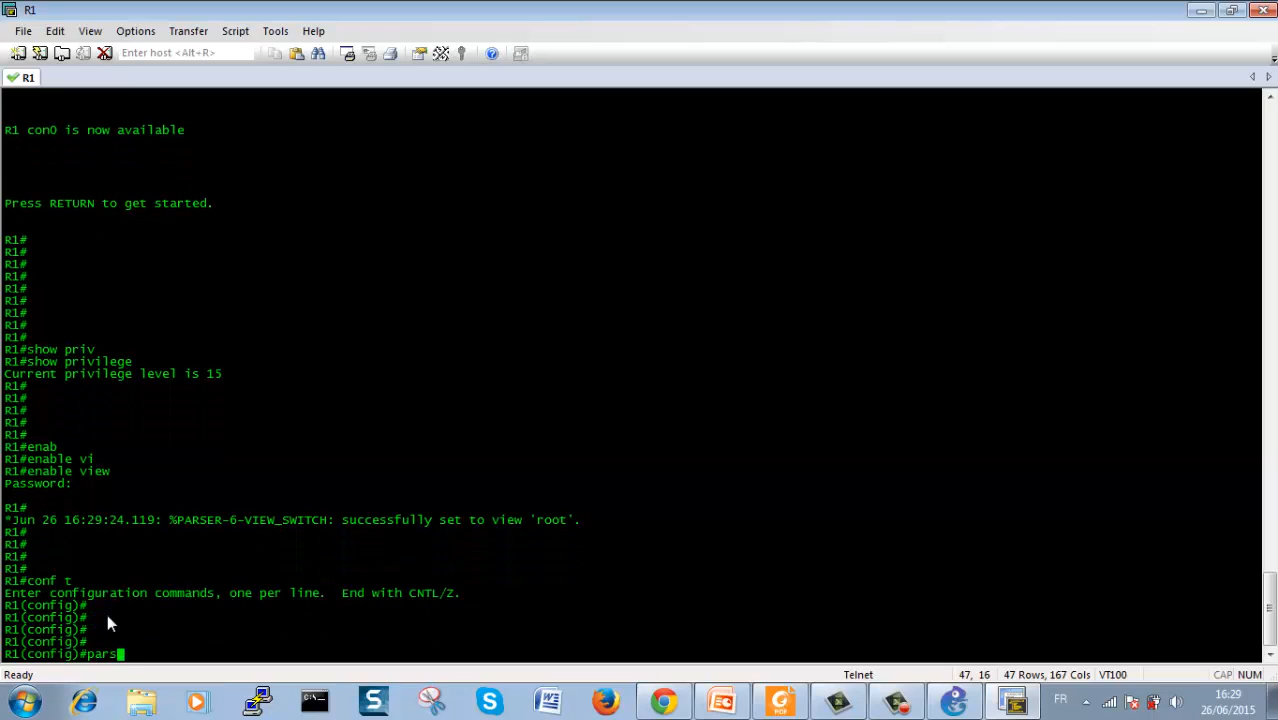 R1
File Edit View Options Transfer Script Tools Help
Enter host <Alt+R>
R1
R1 con0 is now available
Press RETURN to get started.
R1#
R1#
R1#
R1#
R1#
R1#
R1#
R1#
R1#
R1#show priv
R1#show privilege
Current privilege level is 15
R1#
R1#
R1#
R1#
R1#
R1#enab
R1#enable vi
R1#enable view
Password:
R1#
*Jun 26 16:29:24.119: %PARSER-6-VIEW_SWITCH: successfully set to view 'root'.
R1#
R1#
R1#
R1#
R1#conf t
Enter configuration commands, one per line.  End with CNTL/Z.
R1(config)#
R1(config)#
R1(config)#
R1(config)#
R1(config)#pars
Ready Telnet 47, 16 47 Rows, 167 Cols VT100 CAP NUM
FR 16:29
26/06/2015